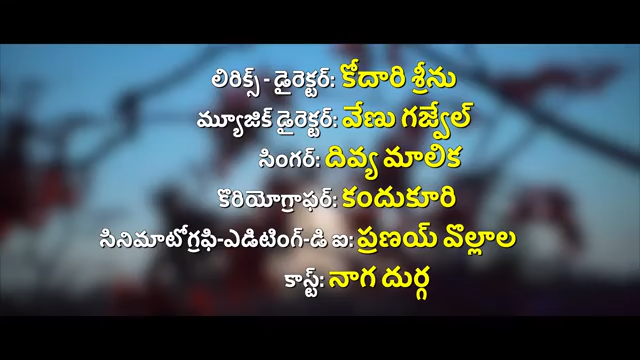 లిరిక్స్ - డైరెక్టర్: కోదారి శ్రీను
మ్యూజిక్ డైరెక్టర్: వేణు గజ్వేల్
సింగర్: దివ్య మాలిక
కొరియోగ్రాఫర్: కందుకూరి
సినిమాటోగ్రఫి-ఎడిటింగ్-డి ఐ: ప్రణయ్ వొల్లాల
కాస్ట్: నాగ దుర్గ